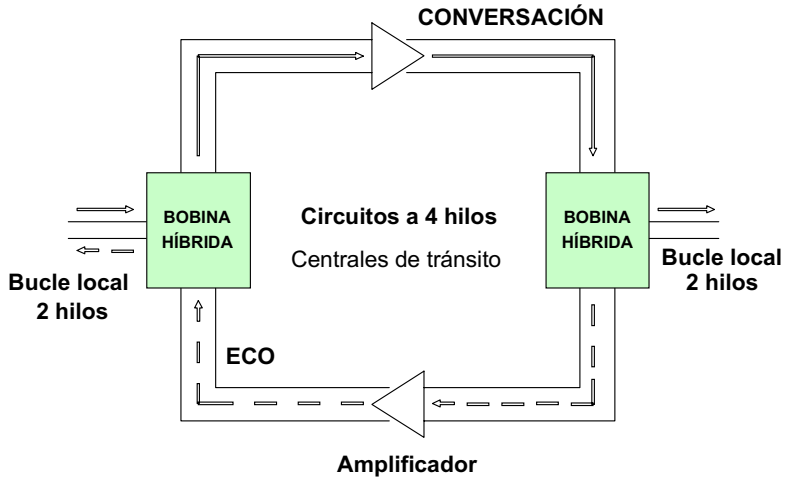 CONVERSACIÓN
BOBINA
HÍBRIDA
Circuitos a 4 hilos
Centrales de tránsito
BOBINA
HÍBRIDA
Bucle local
2 hilos
Bucle local
2 hilos
ECO
Amplificador